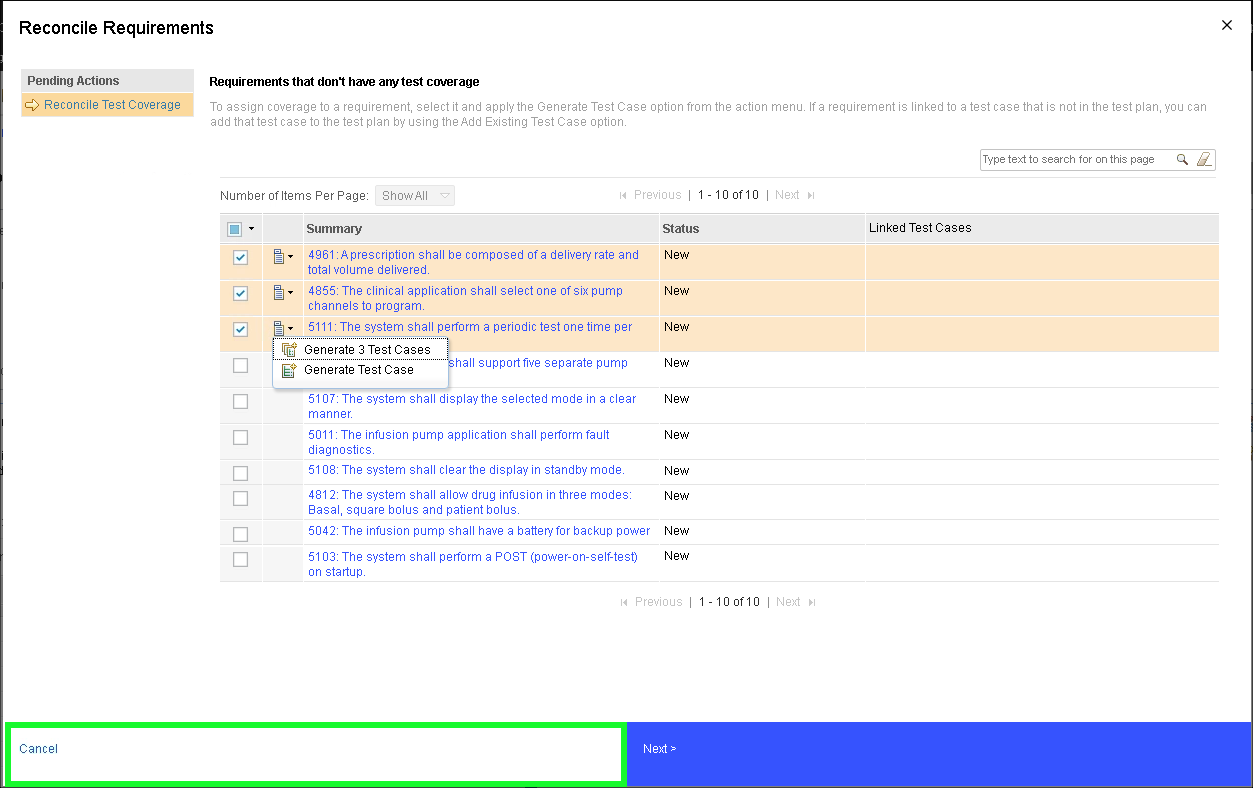 Reconcile Requirements
Pending Actions
Reconcile Test Coverage
Requirements that don't have any test coverage
To assign coverage to a requirement, select it and apply the Generate Test Case option from the action menu. If a requirement is linked to a test case that is not in the test plan, you can
add that test case to the test plan by using the Add Existing Test Case option.
Type text to search for on this page
Number of Items Per Page: Show All Previous | 1 - 10 of 10 | Next
Summary Status Linked Test Cases
4961: A prescription shall be composed of a delivery rate and New
total volume delivered.
4855: The clinical application shall select one of six pump New
channels to program.
5111: The system shall perform a periodic test one time per New
Generate 3 Test Cases
shall support five separate pump New
Generate Test Case
5107: The system shall display the selected mode in a clear New
manner.
5011: The infusion pump application shall perform fault New
diagnostics.
5108: The system shall clear the display in standby mode. New
4812: The system shall allow drug infusion in three modes: New
Basal, square bolus and patient bolus.
5042: The infusion pump shall have a battery for backup power New
5103: The system shall perform a POST (power-on-self-test) New
on startup.
Previous | 1 - 10 of 10 | Next
Cancel
Next >